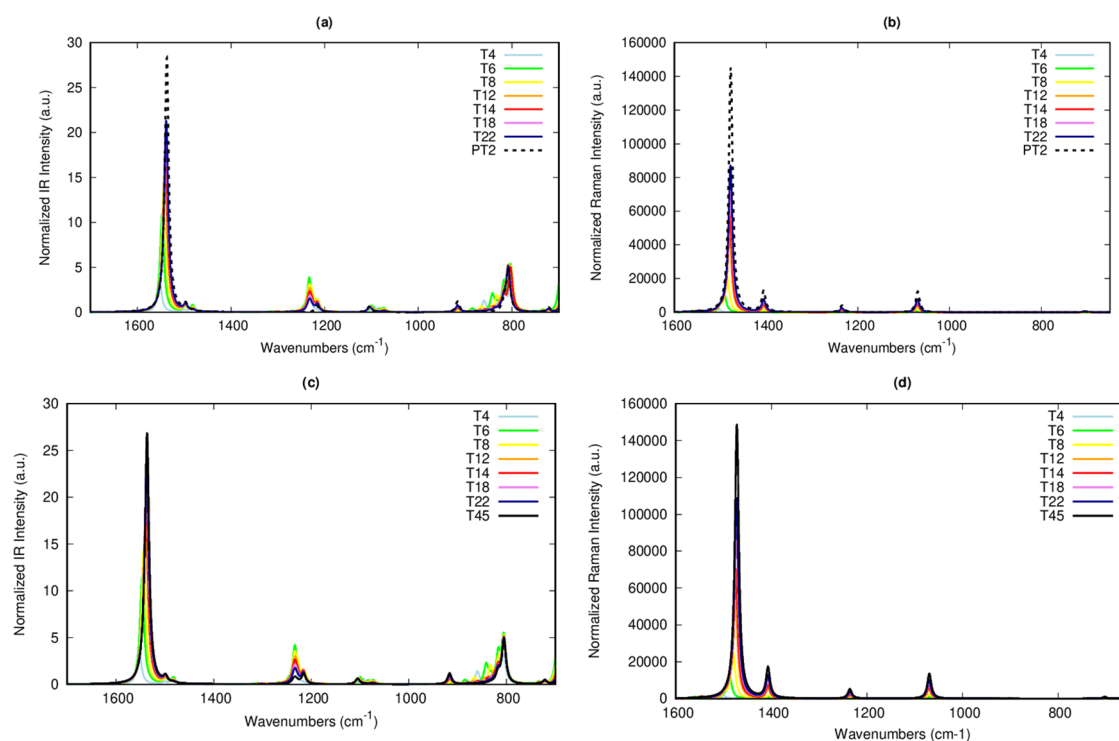 (a)
Normalized IR Intensity (a.u.)
30
25
20
15
10
5
0
1600 1400 1200 1000 800
Wavenumbers (cm-1)
T4
T6
T8
T12
T14
T18
T22
PT2
(b)
Normalized Raman Intensity (a.u.)
160000
140000
120000
100000
80000
60000
40000
20000
0
1600 1400 1200 1000 800
Wavenumbers (cm-1)
T4
T6
T8
T12
T14
T18
T22
PT2
(c)
Normalized IR Intensity (a.u.)
30
25
20
15
10
5
0
1600 1400 1200 1000 800
Wavenumbers (cm-1)
T4
T6
T8
T12
T14
T18
T22
T45
(d)
Normalized Raman Intensity (a.u.)
160000
140000
120000
100000
80000
60000
40000
20000
0
1600 1400 1200 1000 800
Wavenumbers (cm-1)
T4
T6
T8
T12
T14
T18
T22
T45